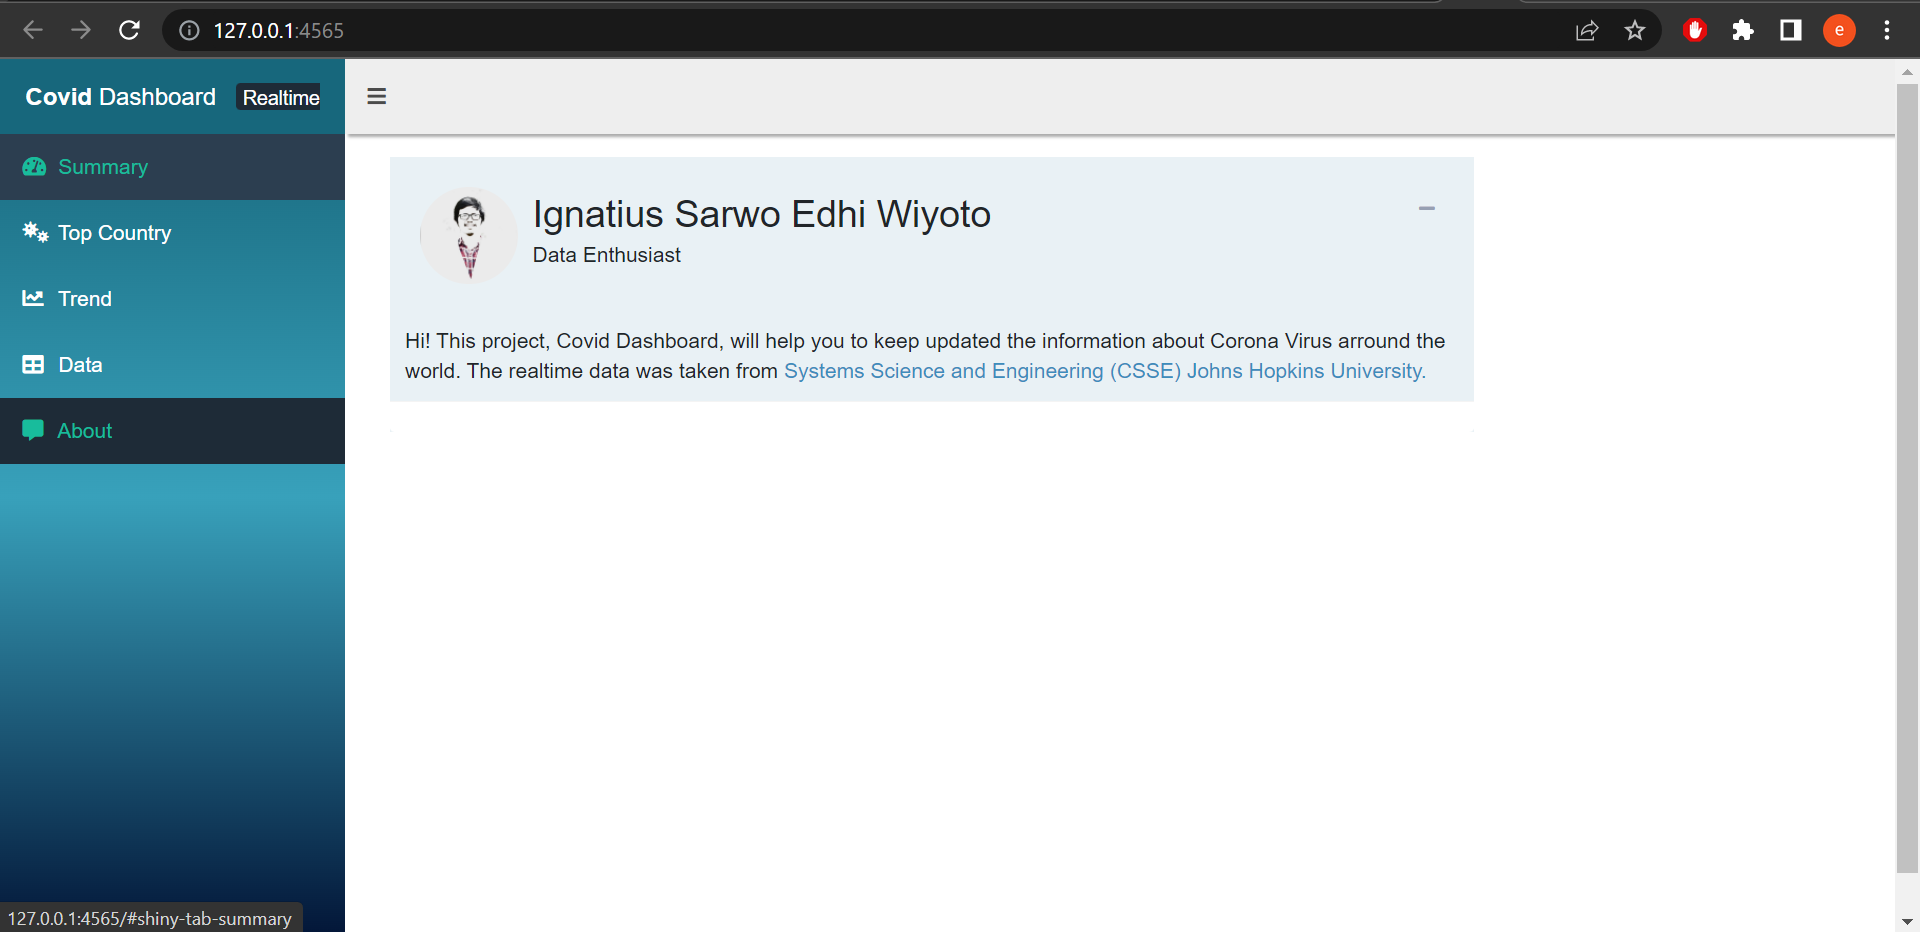 127.0.0.1:4565
e
Covid Dashboard Realtime
Summary
Top Country
Trend
Data
About
Ignatius Sarwo Edhi Wiyoto
Data Enthusiast
Hi! This project, Covid Dashboard, will help you to keep updated the information about Corona Virus arround the
world. The realtime data was taken from Systems Science and Engineering (CSSE) Johns Hopkins University.
127.0.0.1:4565/#shiny-tab-summary